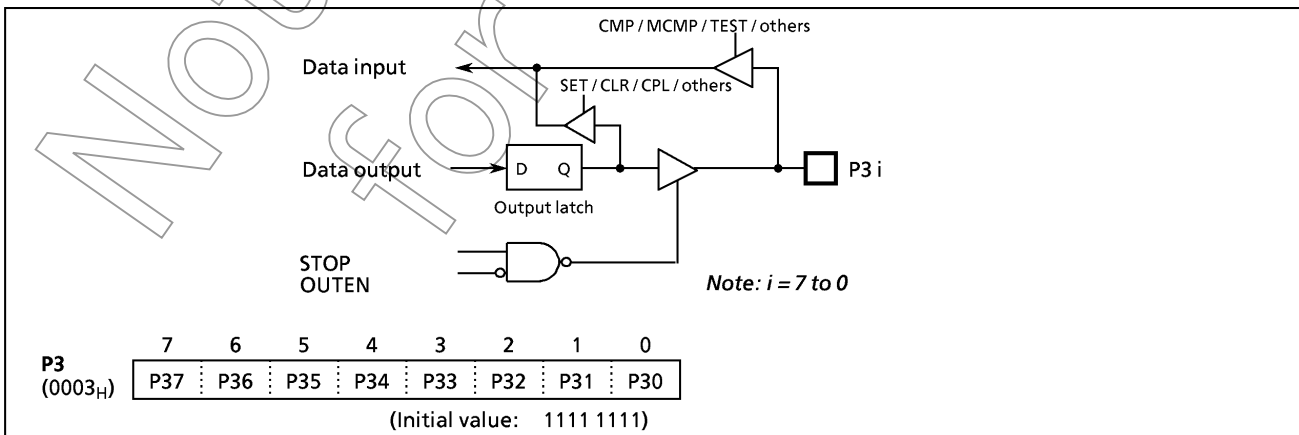 CMP / MCMP / TEST / others
Data input
SET / CLR / CPL / others
Data output
D Q
P3 i
Output latch
STOP
OUTEN
Note: i = 7 to 0
7 6 5 4 3 2 1 0
P3
(0003H)
P37 P36 P35 P34 P33 P32 P31 P30
(Initial value: 1111 1111)
Not
for